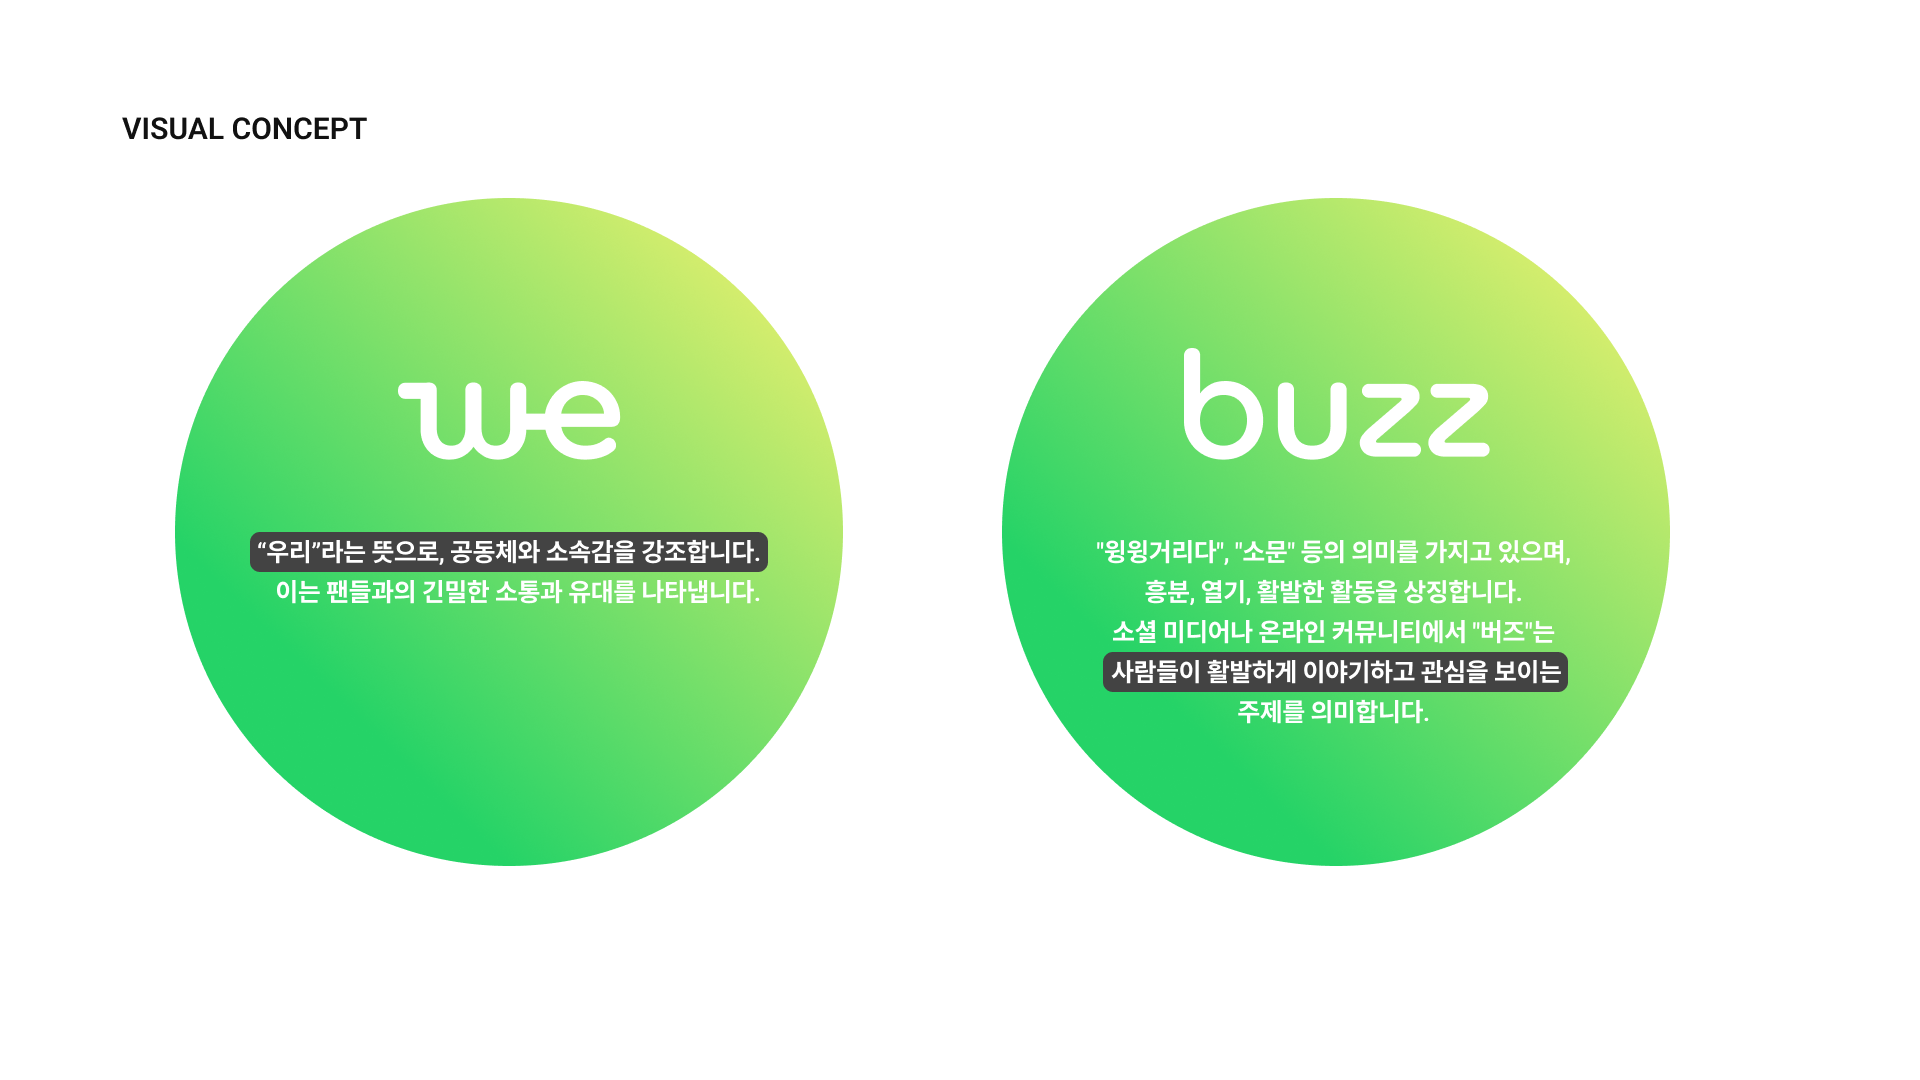 VISUAL CONCEPT
we
“우리”라는 뜻으로, 공동체와 소속감을 강조합니다.
이는 팬들과의 긴밀한 소통과 유대를 나타냅니다.
buzz
"윙윙거리다", "소문" 등의 의미를 가지고 있으며,
흥분, 열기, 활발한 활동을 상징합니다.
소셜 미디어나 온라인 커뮤니티에서 "버즈"는
사람들이 활발하게 이야기하고 관심을 보이는
주제를 의미합니다.